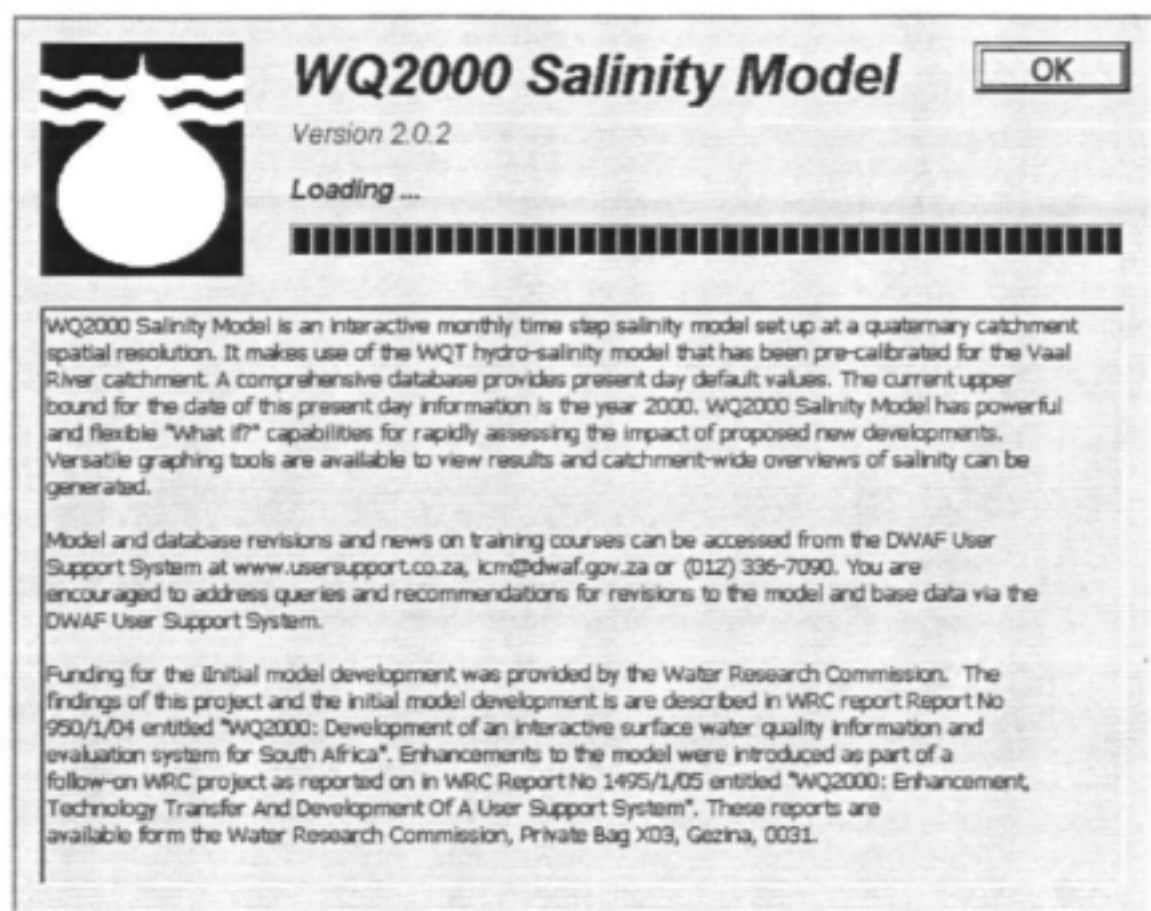 WQ2000 Salinity Model
OK
Version 2.0.2
Loading ...
WQ2000 Salinity Model is an interactive monthly time step salinity model set up at a quaternary catchment
spatial resolution. It makes use of the WQT hydro-salinity model that has been pre-calibrated for the Vaal
River catchment. A comprehensive database provides present day default values. The current upper
bound for the date of this present day information is the year 2000. WQ2000 Salinity Model has powerful
and flexible "What if?" capabilities for rapidly assessing the impact of proposed new developments.
Versatile graphing tools are available to view results and catchment-wide overviews of salinity can be
generated.
Model and database revisions and news on training courses can be accessed from the DWAF User
Support System at www.usersupport.co.za, icm@dwaf.gov.za or (012) 336-7090. You are
encouraged to address queries and recommendations for revisions to the model and base data via the
DWAF User Support System.
Funding for the iInitial model development was provided by the Water Research Commission.  The
findings of this project and the initial model development is are described in WRC report Report No
950/1/04 entitled "WQ2000: Development of an interactive surface water quality information and
evaluation system for South Africa". Enhancements to the model were introduced as part of a
follow-on WRC project as reported on in WRC Report No 1495/1/05 entitled "WQ2000: Enhancement,
Technology Transfer And Development Of A User Support System". These reports are
available form the Water Research Commission, Private Bag X03, Gezina, 0031.